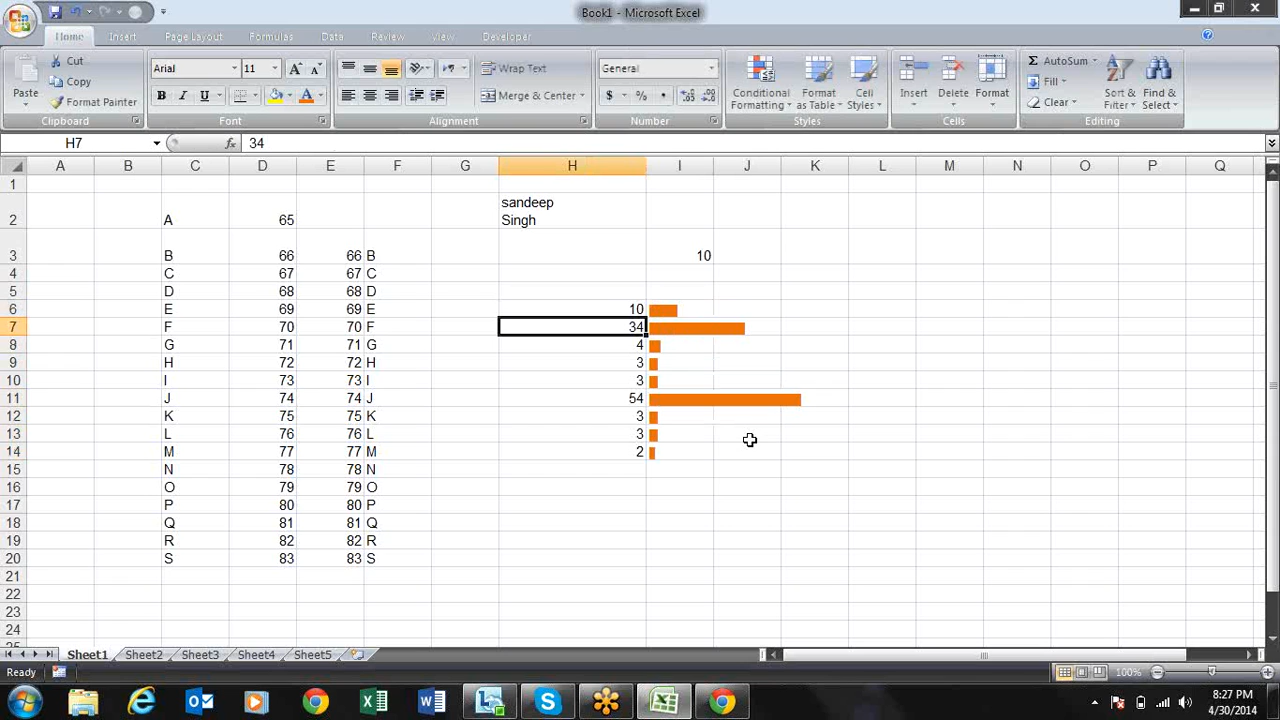 Book1 - Microsoft Excel
Home Insert Page Layout Formulas Data Review View Developer
Paste
Cut
Copy
Format Painter
Clipboard
Arial 11
B I U
Font
Wrap Text
Merge & Center
Alignment
General
$ % ,
Number
Conditional Formatting
Format as Table
Cell Styles
Styles
Insert Delete Format
Cells
Σ AutoSum
Fill
Clear
Sort & Filter
Find & Select
Editing
H7 fx 34
A B C D E F G H I J K L M N O P Q
1
2 A 65 sandeep
Singh
3 B 66 66 B 10
4 C 67 67 C
5 D 68 68 D
6 E 69 69 E 10
7 F 70 70 F 34
8 G 71 71 G 4
9 H 72 72 H 3
10 I 73 73 I 3
11 J 74 74 J 54
12 K 75 75 K 3
13 L 76 76 L 3
14 M 77 77 M 2
15 N 78 78 N
16 O 79 79 O
17 P 80 80 P
18 Q 81 81 Q
19 R 82 82 R
20 S 83 83 S
21
22
23
24
25
Sheet1 Sheet2 Sheet3 Sheet4 Sheet5
Ready 100%
8:27 PM
4/30/2014